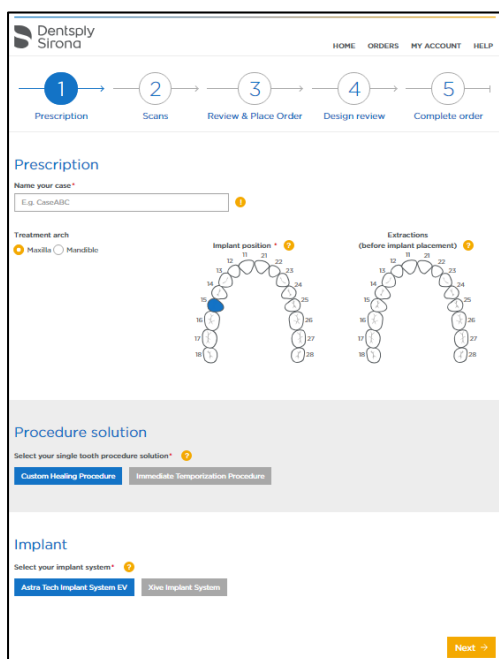 Dentsply
Sirona
HOME ORDERS MY ACCOUNT HELP
1 2 3 4 5
Prescription Scans Review & Place Order Design review Complete order
Prescription
Name your case*
E.g. CaseABC
!
Treatment arch
Maxilla Mandible
Implant position * ?
Extractions
(before implant placement) ?
11 21
12 22
13 23
14 24
15 25
16 26
17 27
18 28
11 21
12 22
13 23
14 24
15 25
16 26
17 27
18 28
Procedure solution
Select your single tooth procedure solution* ?
Custom Healing Procedure Immediate Temporization Procedure
Implant
Select your implant system* ?
Astra Tech Implant System EV Xive Implant System
Next →